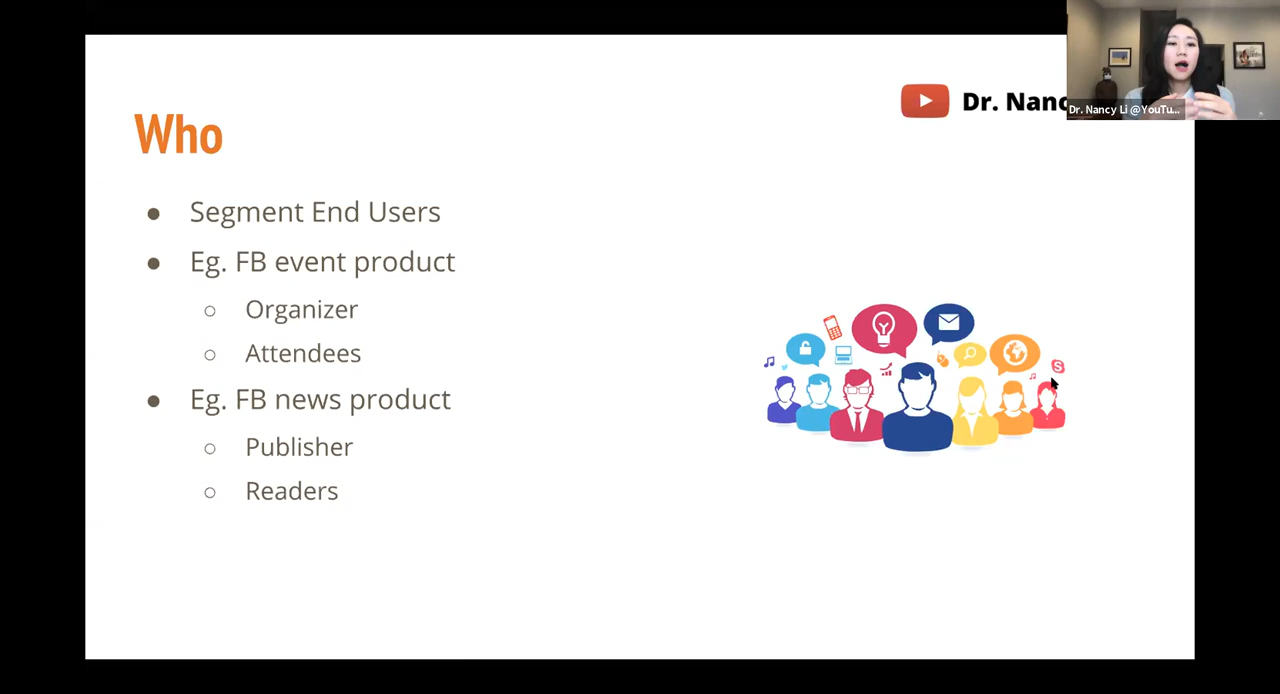 Who
Dr. Nanc
Dr. Nancy Li @YouTu...
Segment End Users
Eg. FB event product
Organizer
Attendees
Eg. FB news product
Publisher
Readers